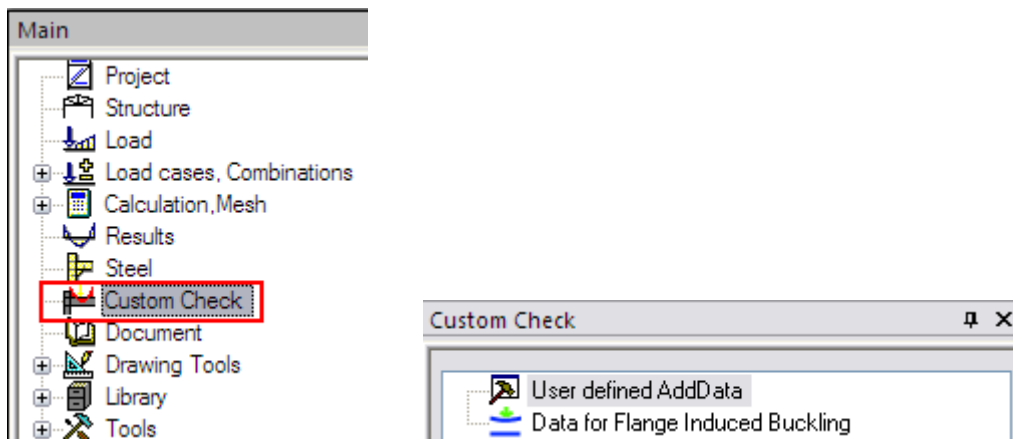 Main
Project
Structure
Load
Load cases, Combinations
Calculation,Mesh
Results
Steel
Custom Check
Document
Drawing Tools
Library
Tools
Custom Check
User defined AddData
Data for Flange Induced Buckling